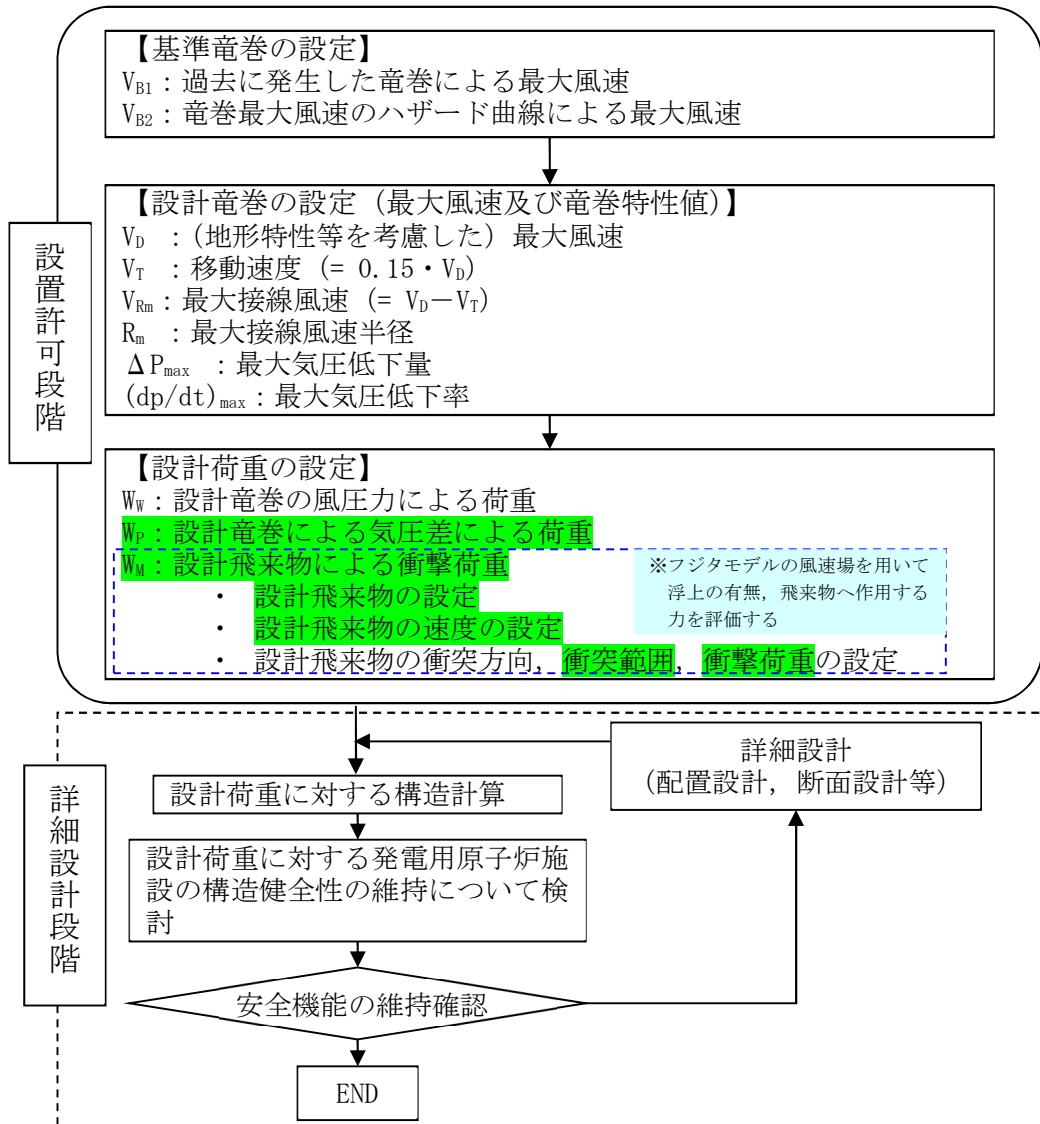 【基準竜巻の設定】
V_B1：過去に発生した竜巻による最大風速
V_B2：竜巻最大風速のハザード曲線による最大風速
【設計竜巻の設定（最大風速及び竜巻特性値）】
V_D ：（地形特性等を考慮した）最大風速
V_T ：移動速度（= 0.15・V_D）
V_Rm：最大接線風速（= V_D－V_T）
R_m ：最大接線風速半径
ΔP_max ：最大気圧低下量
(dp/dt)_max：最大気圧低下率
設置許可段階
【設計荷重の設定】
W_W：設計竜巻の風圧力による荷重
W_P：設計竜巻による気圧差による荷重
W_M：設計飛来物による衝撃荷重
・ 設計飛来物の設定
・ 設計飛来物の速度の設定
・ 設計飛来物の衝突方向，衝突範囲，衝撃荷重の設定
※フジタモデルの風速場を用いて
浮上の有無，飛来物へ作用する
力を評価する
詳細設計段階
詳細設計
（配置設計，断面設計等）
設計荷重に対する構造計算
設計荷重に対する発電用原子炉施
設の構造健全性の維持について検
討
安全機能の維持確認
END